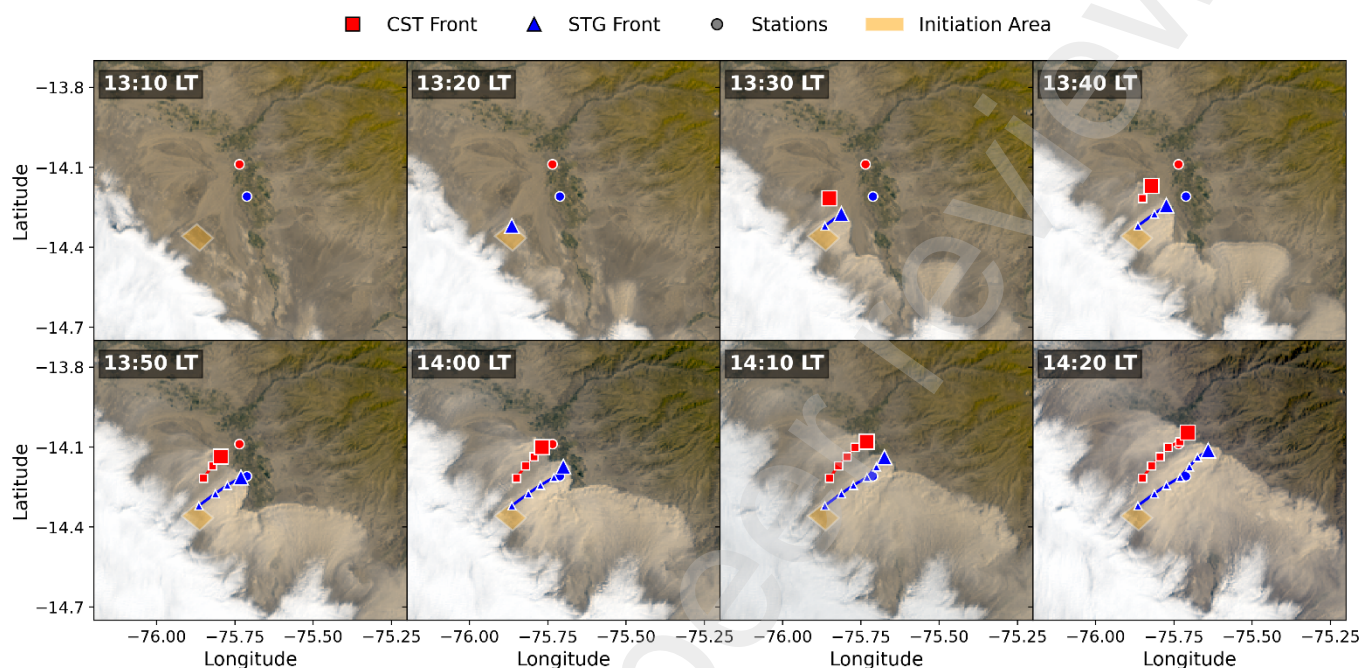 CST Front STG Front Stations Initiation Area
13:10 LT 13:20 LT 13:30 LT 13:40 LT
−13.8
−14.1
−14.4
−14.7
Latitude
13:50 LT 14:00 LT 14:10 LT 14:20 LT
−13.8
−14.1
−14.4
−14.7
Latitude
−76.00 −75.75 −75.50 −75.25 −76.00 −75.75 −75.50 −75.25 −76.00 −75.75 −75.50 −75.25 −76.00 −75.75 −75.50 −75.25
Longitude Longitude Longitude Longitude
peer review